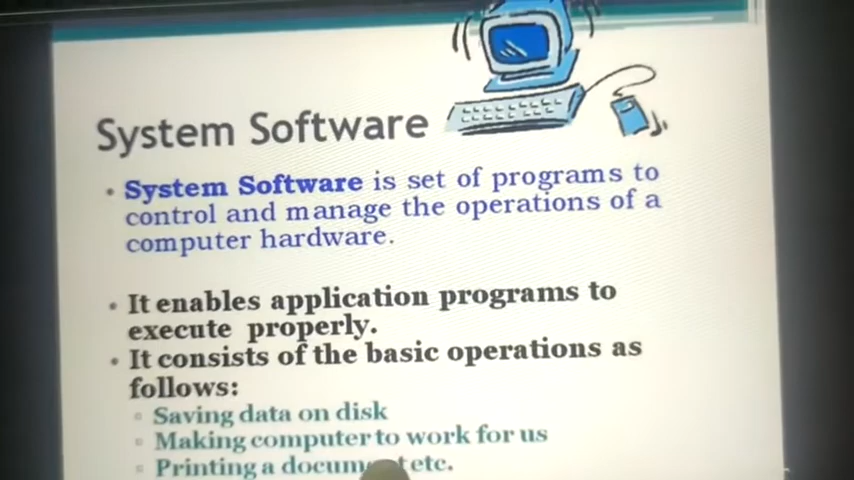 System Software
• System Software is set of programs to
control and manage the operations of a
computer hardware.
• It enables application programs to
execute properly.
• It consists of the basic operations as
follows:
▫ Saving data on disk
▫ Making computer to work for us
▫ Printing a etc.